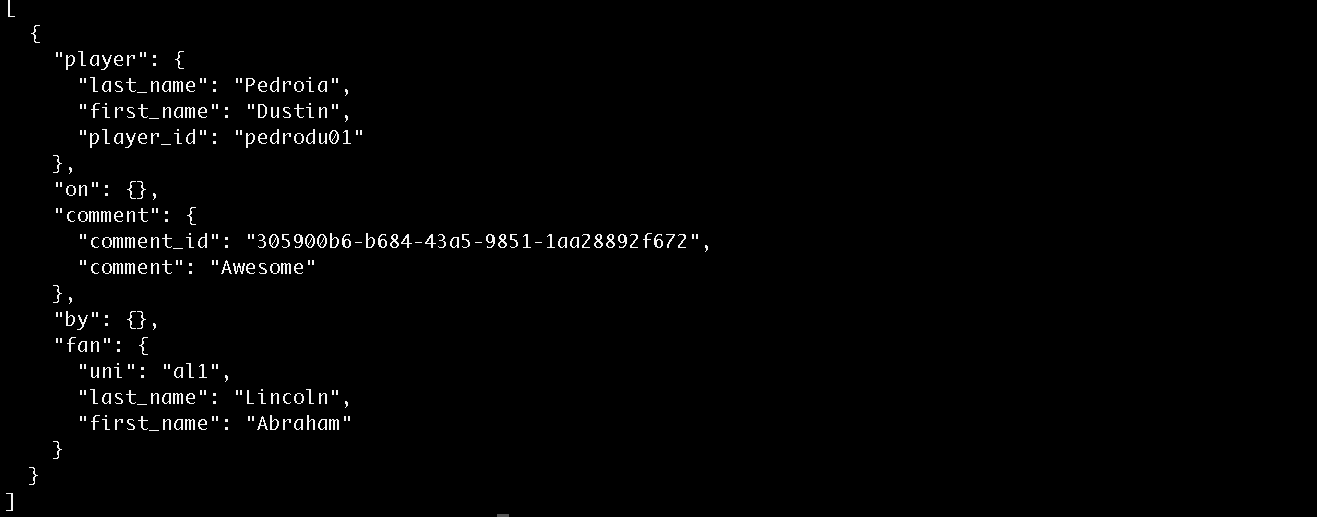 [
  {
    "player": {
      "last_name": "Pedroia",
      "first_name": "Dustin",
      "player_id": "pedrodu01"
    },
    "on": {},
    "comment": {
      "comment_id": "305900b6-b684-43a5-9851-1aa28892f672",
      "comment": "Awesome"
    },
    "by": {},
    "fan": {
      "uni": "al1",
      "last_name": "Lincoln",
      "first_name": "Abraham"
    }
  }
]